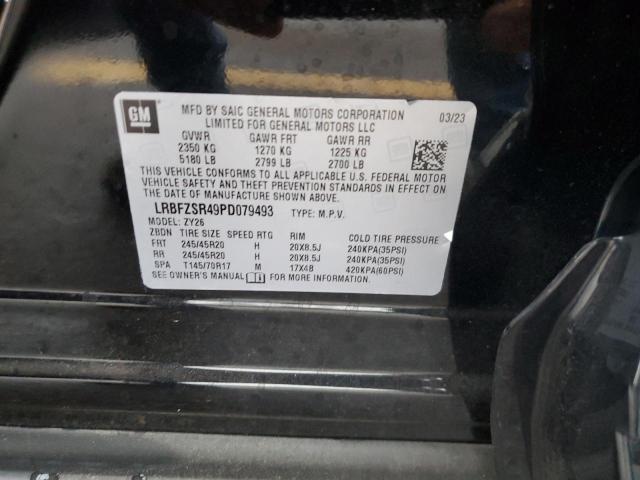 GM
MFD BY SAIC GENERAL MOTORS CORPORATION 03/23
LIMITED FOR GENERAL MOTORS LLC
GVWR GAWR FRT GAWR RR
2350 KG 1270 KG 1225 KG
5180 LB 2799 LB 2700 LB
THIS VEHICLE CONFORMS TO ALL APPLICABLE U.S. FEDERAL MOTOR
VEHICLE SAFETY AND THEFT PREVENTION STANDARDS IN EFFECT ON
THE DATE OF MANUFACTURE SHOWN ABOVE.
LRBFZSR49PD079493 TYPE: M.P.V.
MODEL: ZY26
ZBDN TIRE SIZE SPEED RTG RIM COLD TIRE PRESSURE
FRT 245/45R20 H 20X8.5J 240KPA(35PSI)
RR 245/45R20 H 20X8.5J 240KPA(35PSI)
SPA T145/70R17 M 17X4B 420KPA(60PSI)
SEE OWNER'S MANUAL FOR MORE INFORMATION.